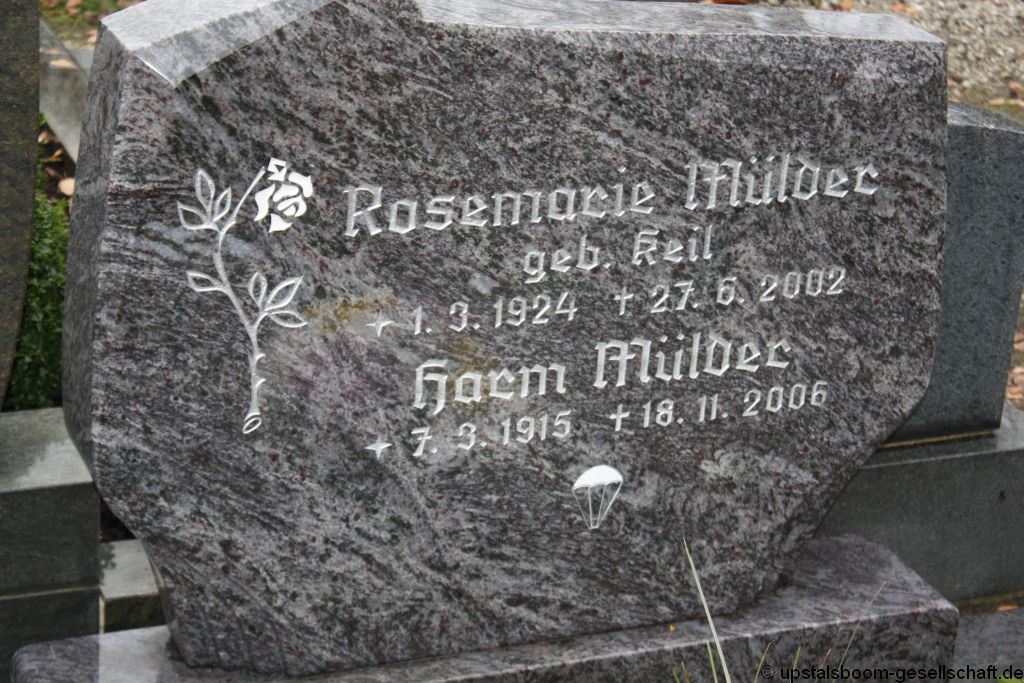 Rosemarie Mülder
geb. Keil
1. 3. 1924 † 27. 6. 2002
Harm Mülder
7. 3. 1915 † 18. 11. 2006
© upstalsboom-gesellschaft.de